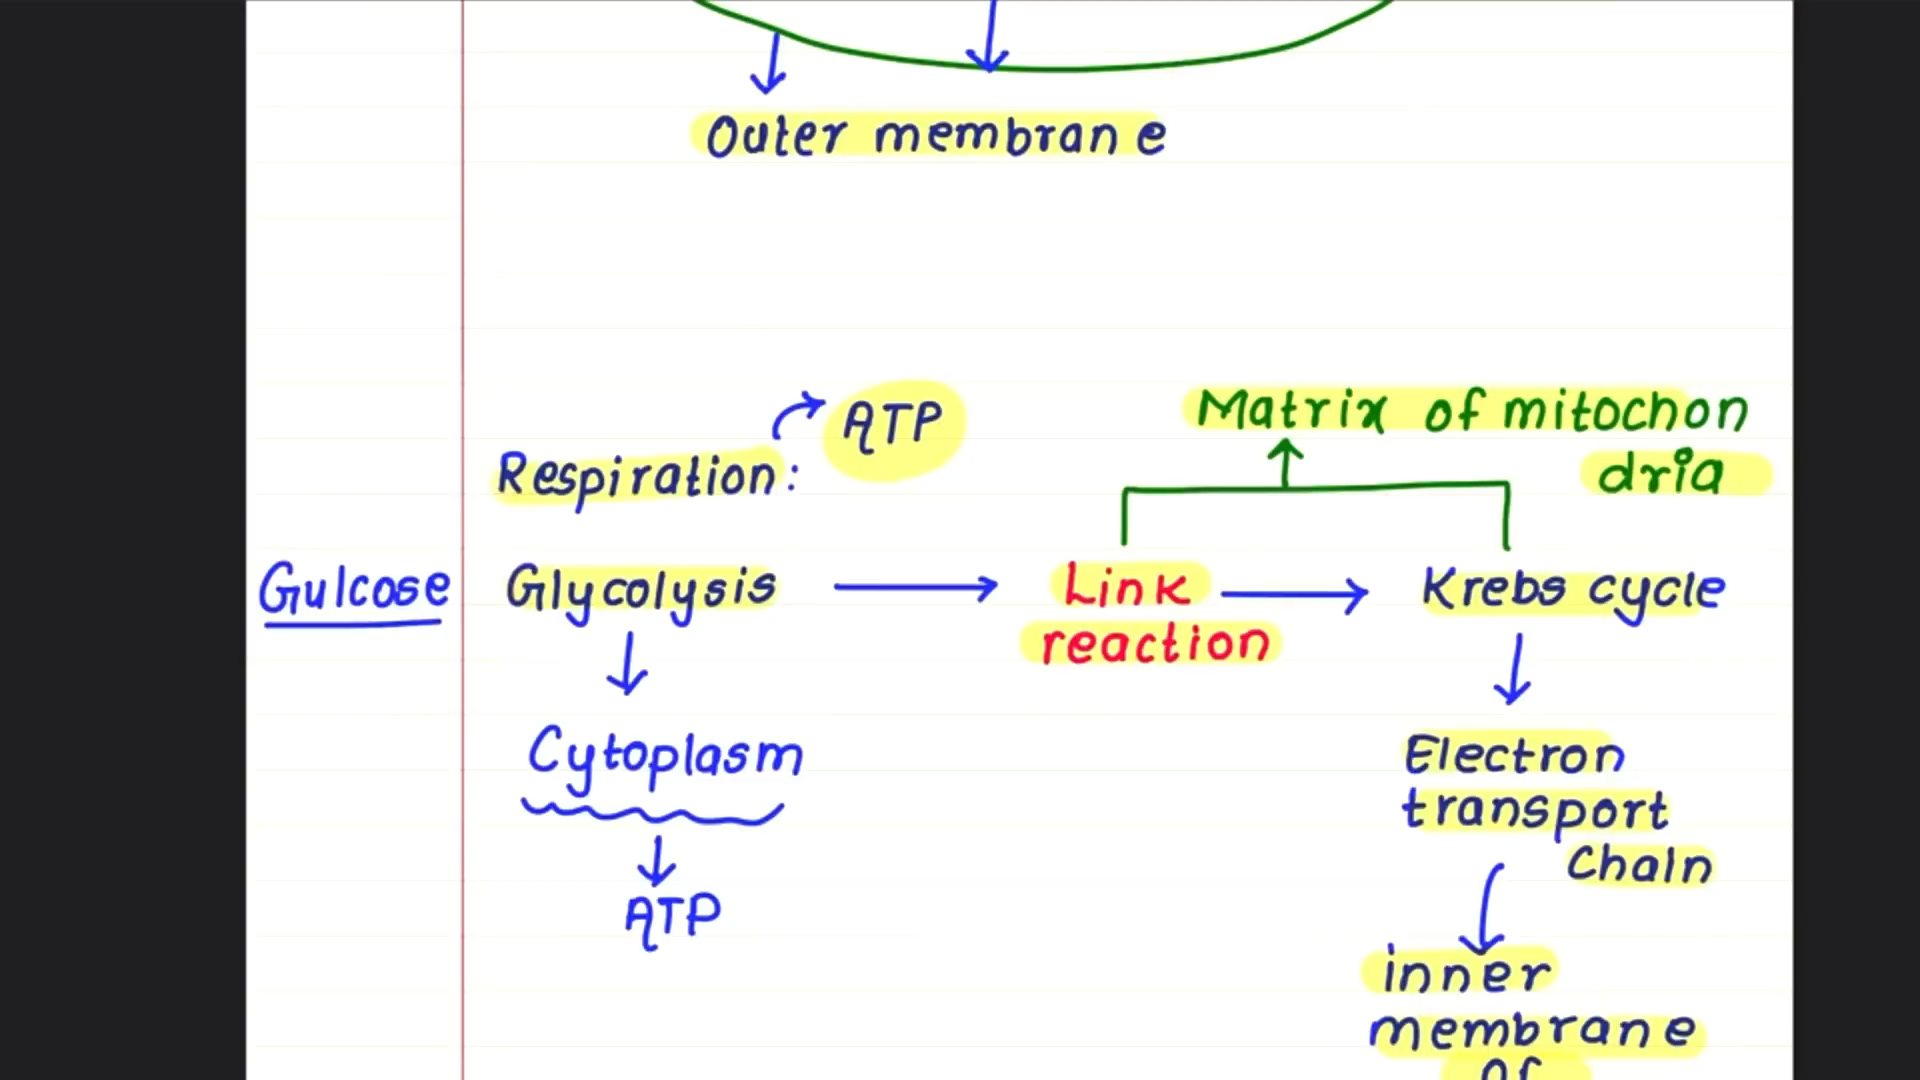 Outer membrane
ATP
Matrix of mitochon
dria
Respiration:
Gulcose Glycolysis Link Krebs cycle
reaction
Cytoplasm
Electron
transport
Chain
ATP
inner
membrane
of